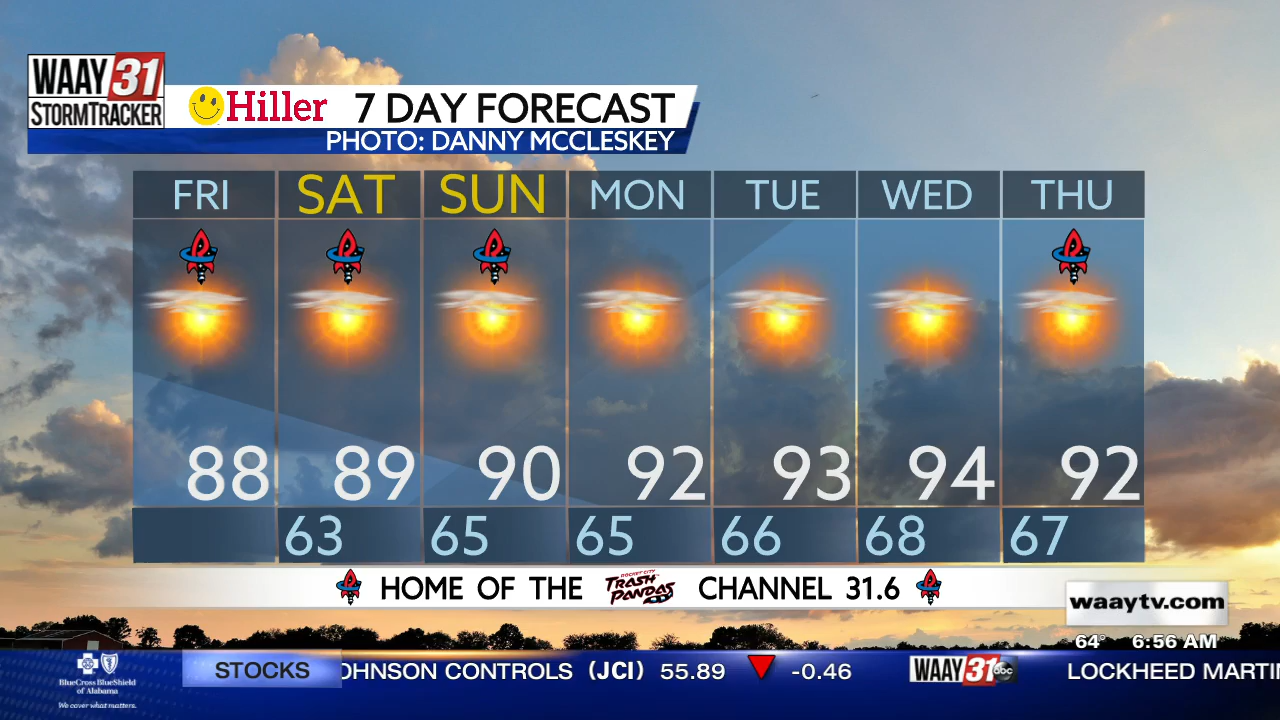 WAAY 31
STORMTRACKER
Hiller 7 DAY FORECAST
PHOTO: DANNY MCCLESKEY
FRI SAT SUN MON TUE WED THU
88 89 90 92 93 94 92
63 65 65 66 68 67
HOME OF THE ROCKET CITY TRASH PANDAS CHANNEL 31.6
waaytv.com
64° 6:56 AM
BlueCross BlueShield
of Alabama
We cover what matters.
STOCKS OHNSON CONTROLS (JCI) 55.89 -0.46 WAAY 31 abc LOCKHEED MARTIN